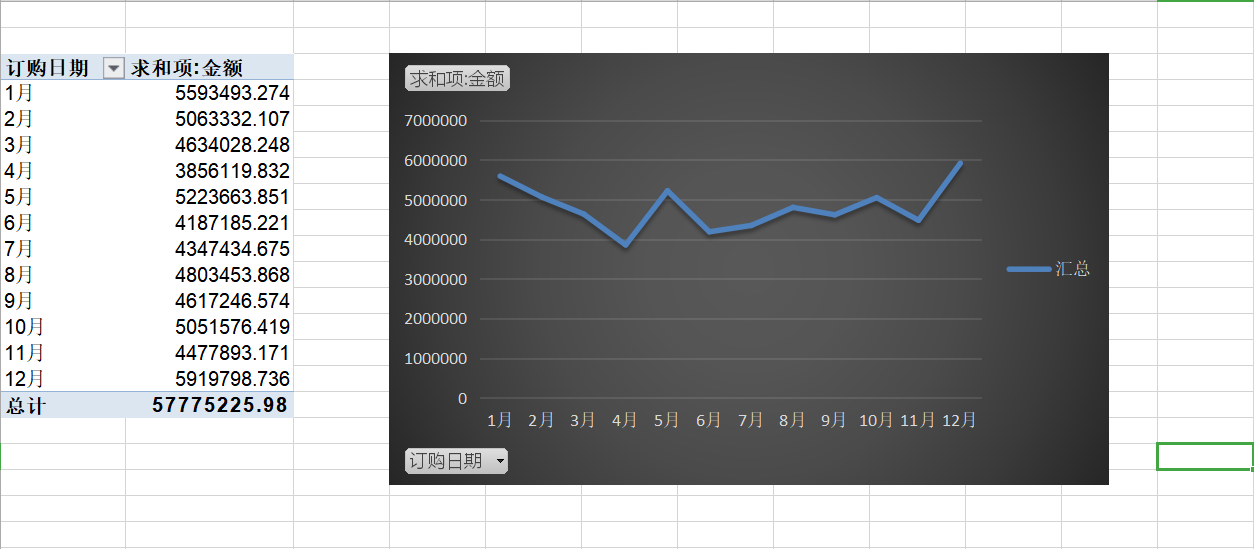 订购日期 求和项:金额
1月 5593493.274
2月 5063332.107
3月 4634028.248
4月 3856119.832
5月 5223663.851
6月 4187185.221
7月 4347434.675
8月 4803453.868
9月 4617246.574
10月 5051576.419
11月 4477893.171
12月 5919798.736
总计 57775225.98
求和项:金额
7000000
6000000
5000000
4000000
3000000
2000000
1000000
0
1月 2月 3月 4月 5月 6月 7月 8月 9月 10月 11月 12月
汇总
订购日期